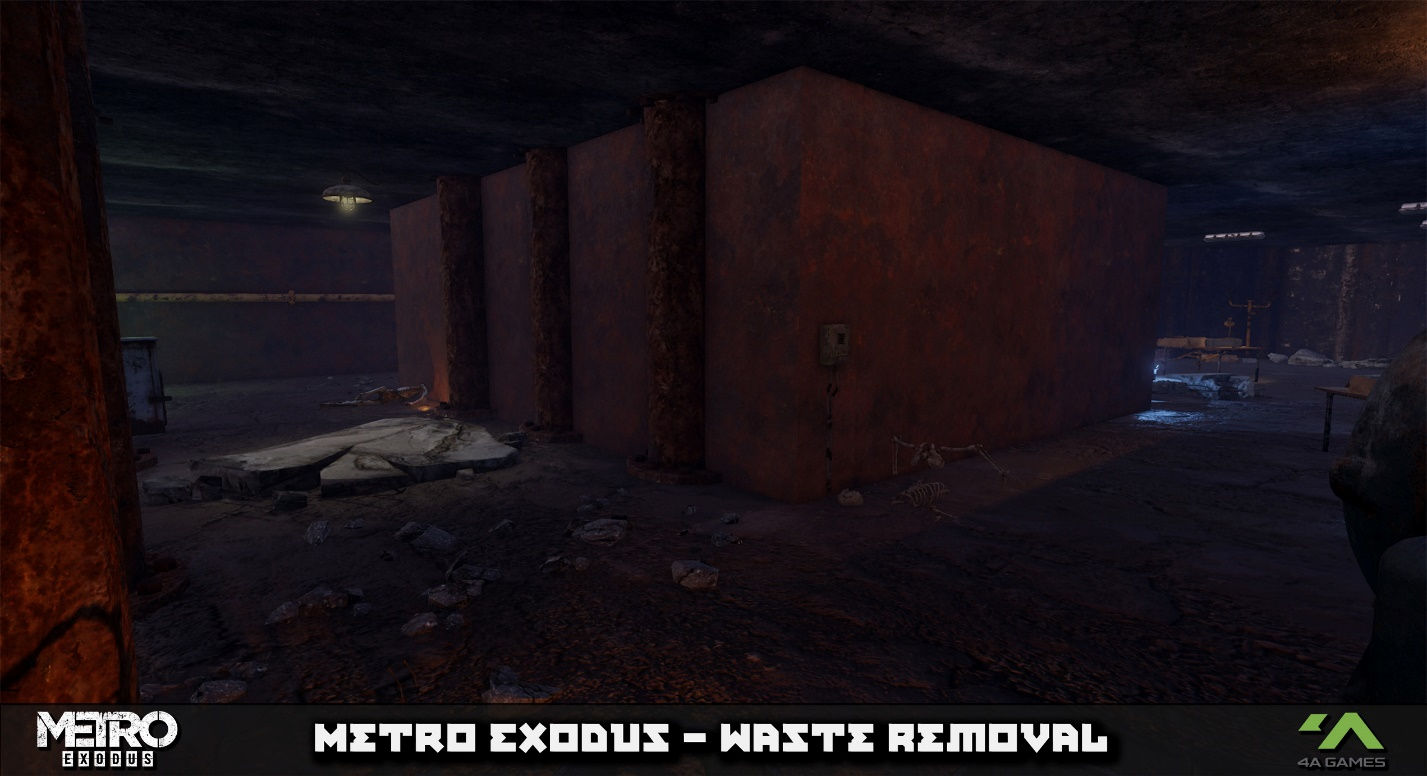 METRO
EXODUS
METRO EXODUS - WASTE REMOVAL
4A GAMES